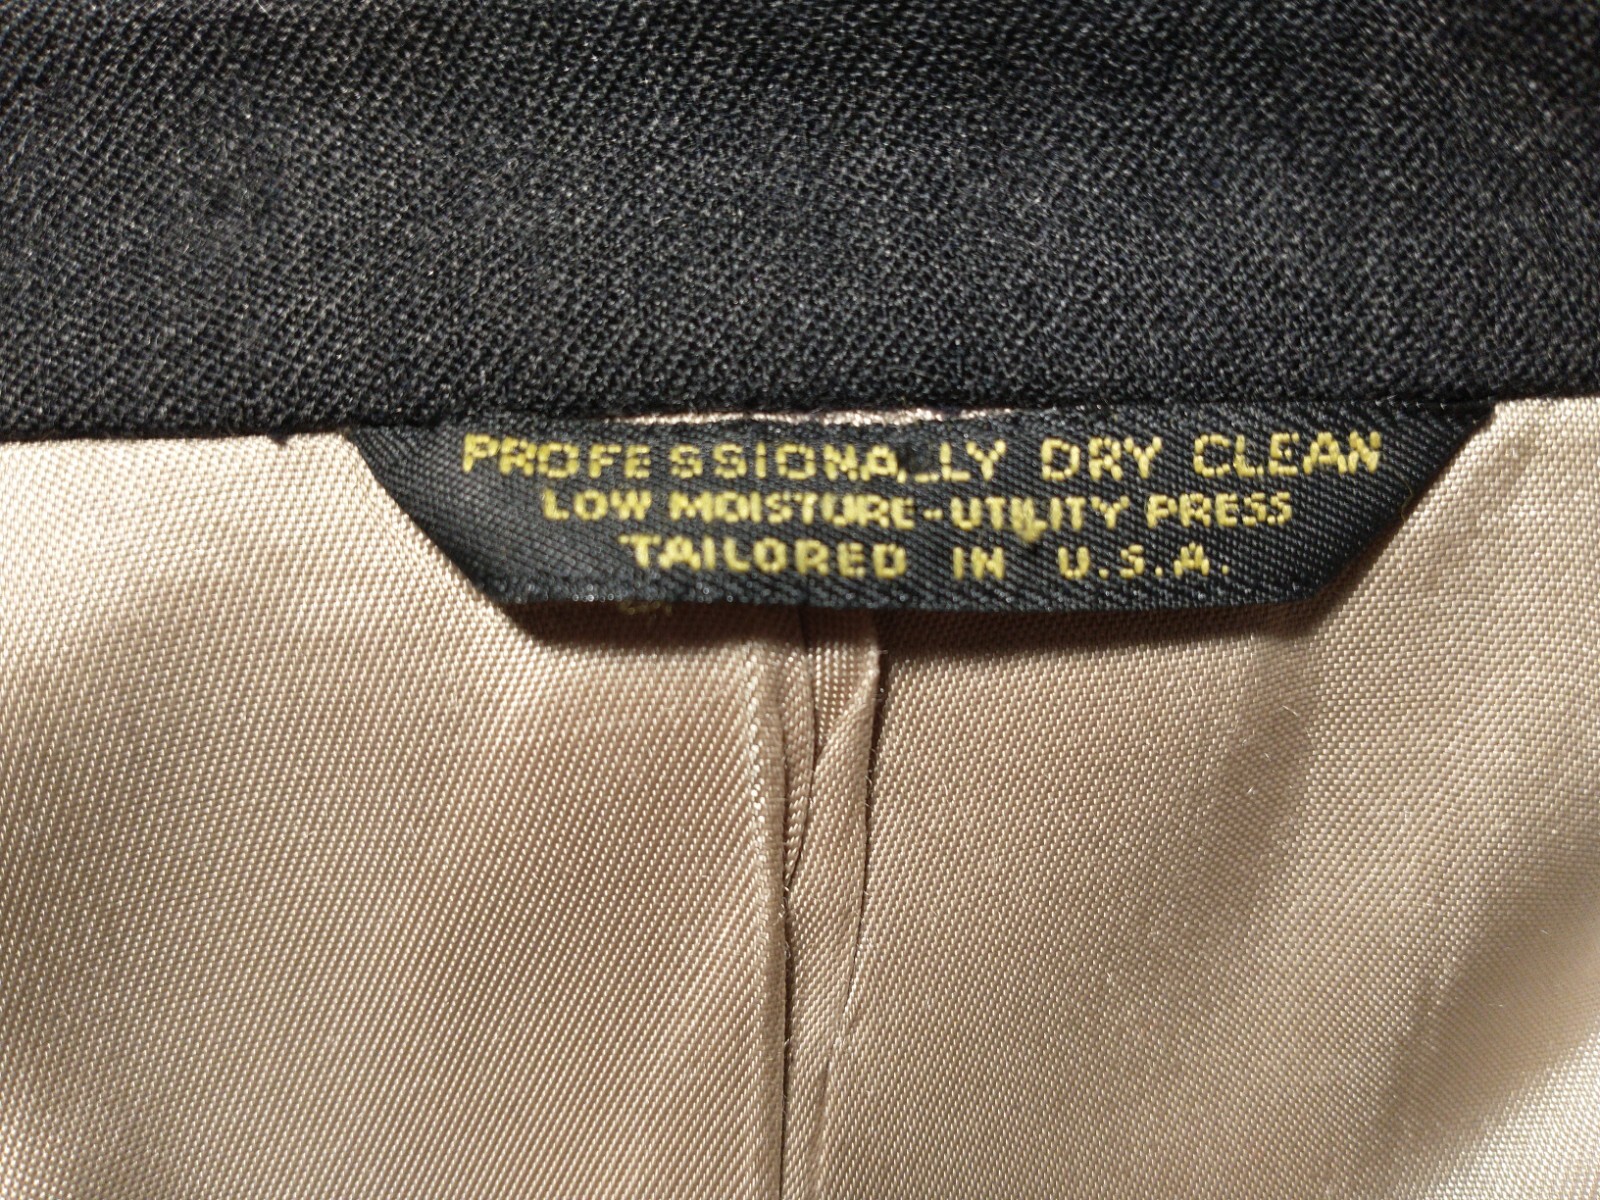 PROFESSIONALLY DRY CLEAN
LOW MOISTURE-UTILITY PRESS
TAILORED IN U.S.A.